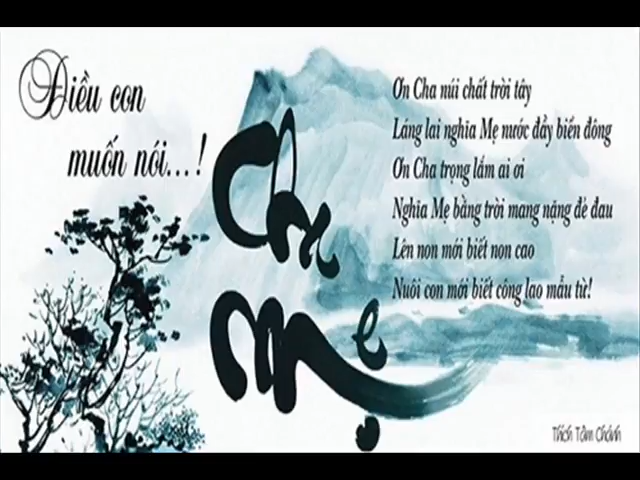 Điều con
muốn nói...!
Cha
Mẹ
Ơn Cha núi chất trời tây
Láng lai nghĩa Mẹ nước đầy biển đông
Ơn Cha trọng lắm ai ơi
Nghĩa Mẹ bằng trời mang nặng đẻ đau
Lên non mới biết non cao
Nuôi con mới biết công lao mẫu từ!
Thích Tâm Chánh